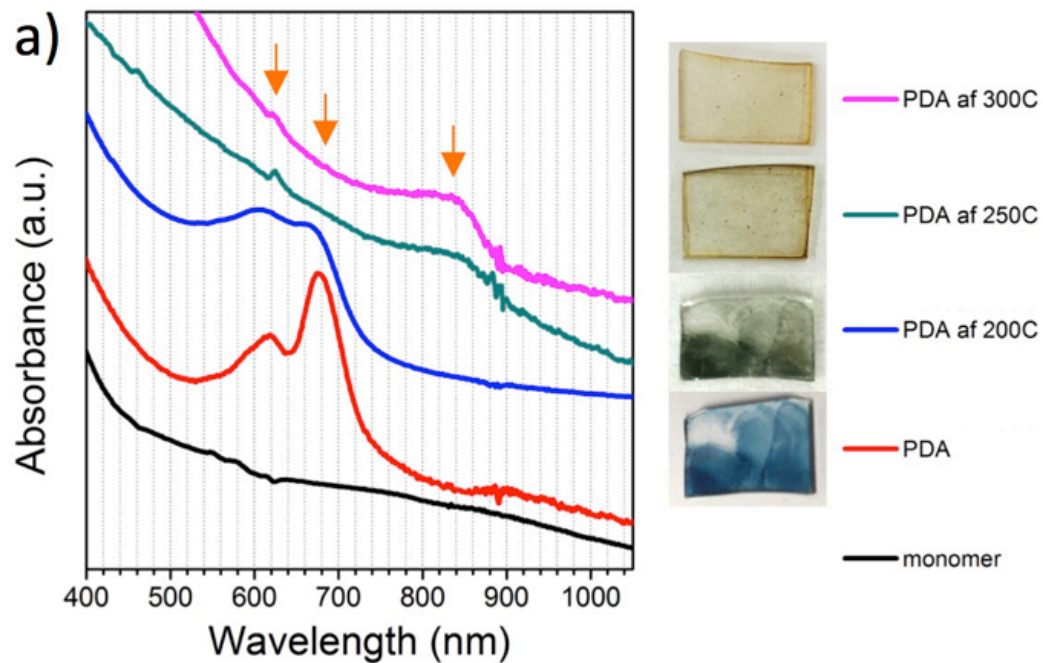 a)
Absorbance (a.u.)
400 500 600 700 800 900 1000
Wavelength (nm)
PDA af 300C
PDA af 250C
PDA af 200C
PDA
monomer